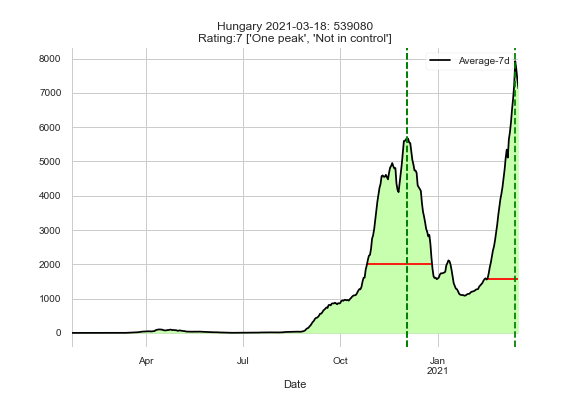 Hungary 2021-03-18: 539080
Rating:7 ['One peak', 'Not in control']
Average-7d
8000
7000
6000
5000
4000
3000
2000
1000
0
Apr
Jul
Oct
Jan
2021
Date